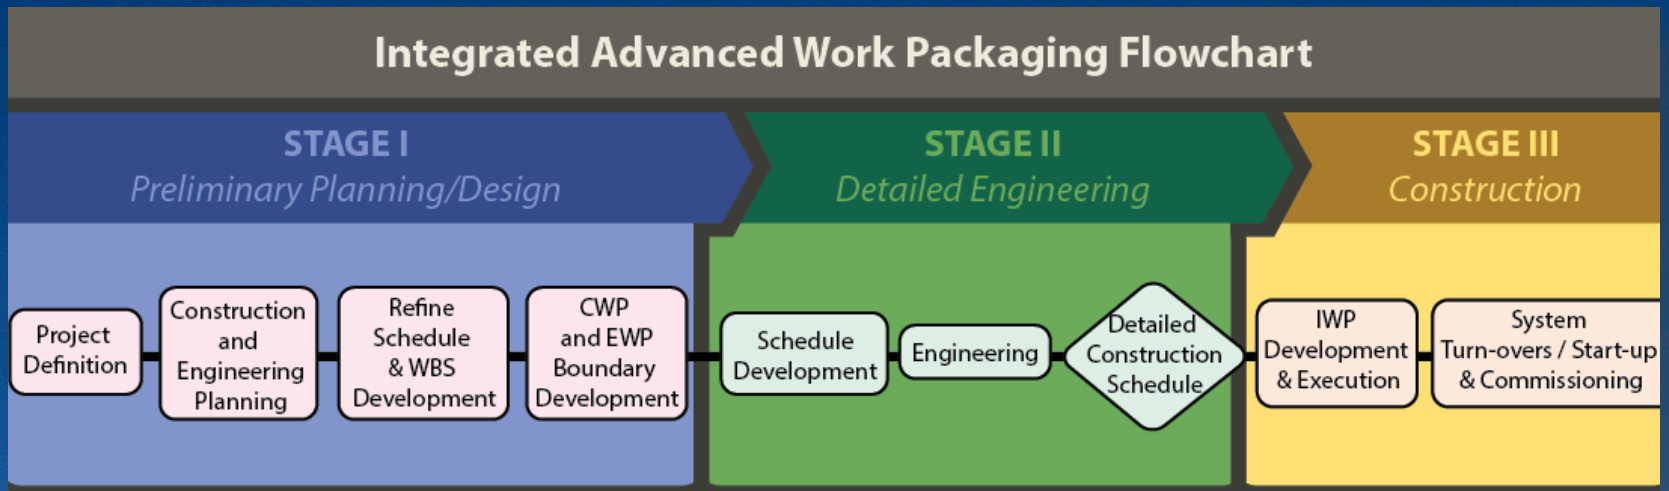 Integrated Advanced Work Packaging Flowchart
STAGE I
Preliminary Planning/Design
STAGE II
Detailed Engineering
STAGE III
Construction
Project
Definition
Construction
and
Engineering
Planning
Refine
Schedule
& WBS
Development
CWP
and EWP
Boundary
Development
Schedule
Development
Engineering
Detailed
Construction
Schedule
IWP
Development
& Execution
System
Turn-overs / Start-up
& Commissioning